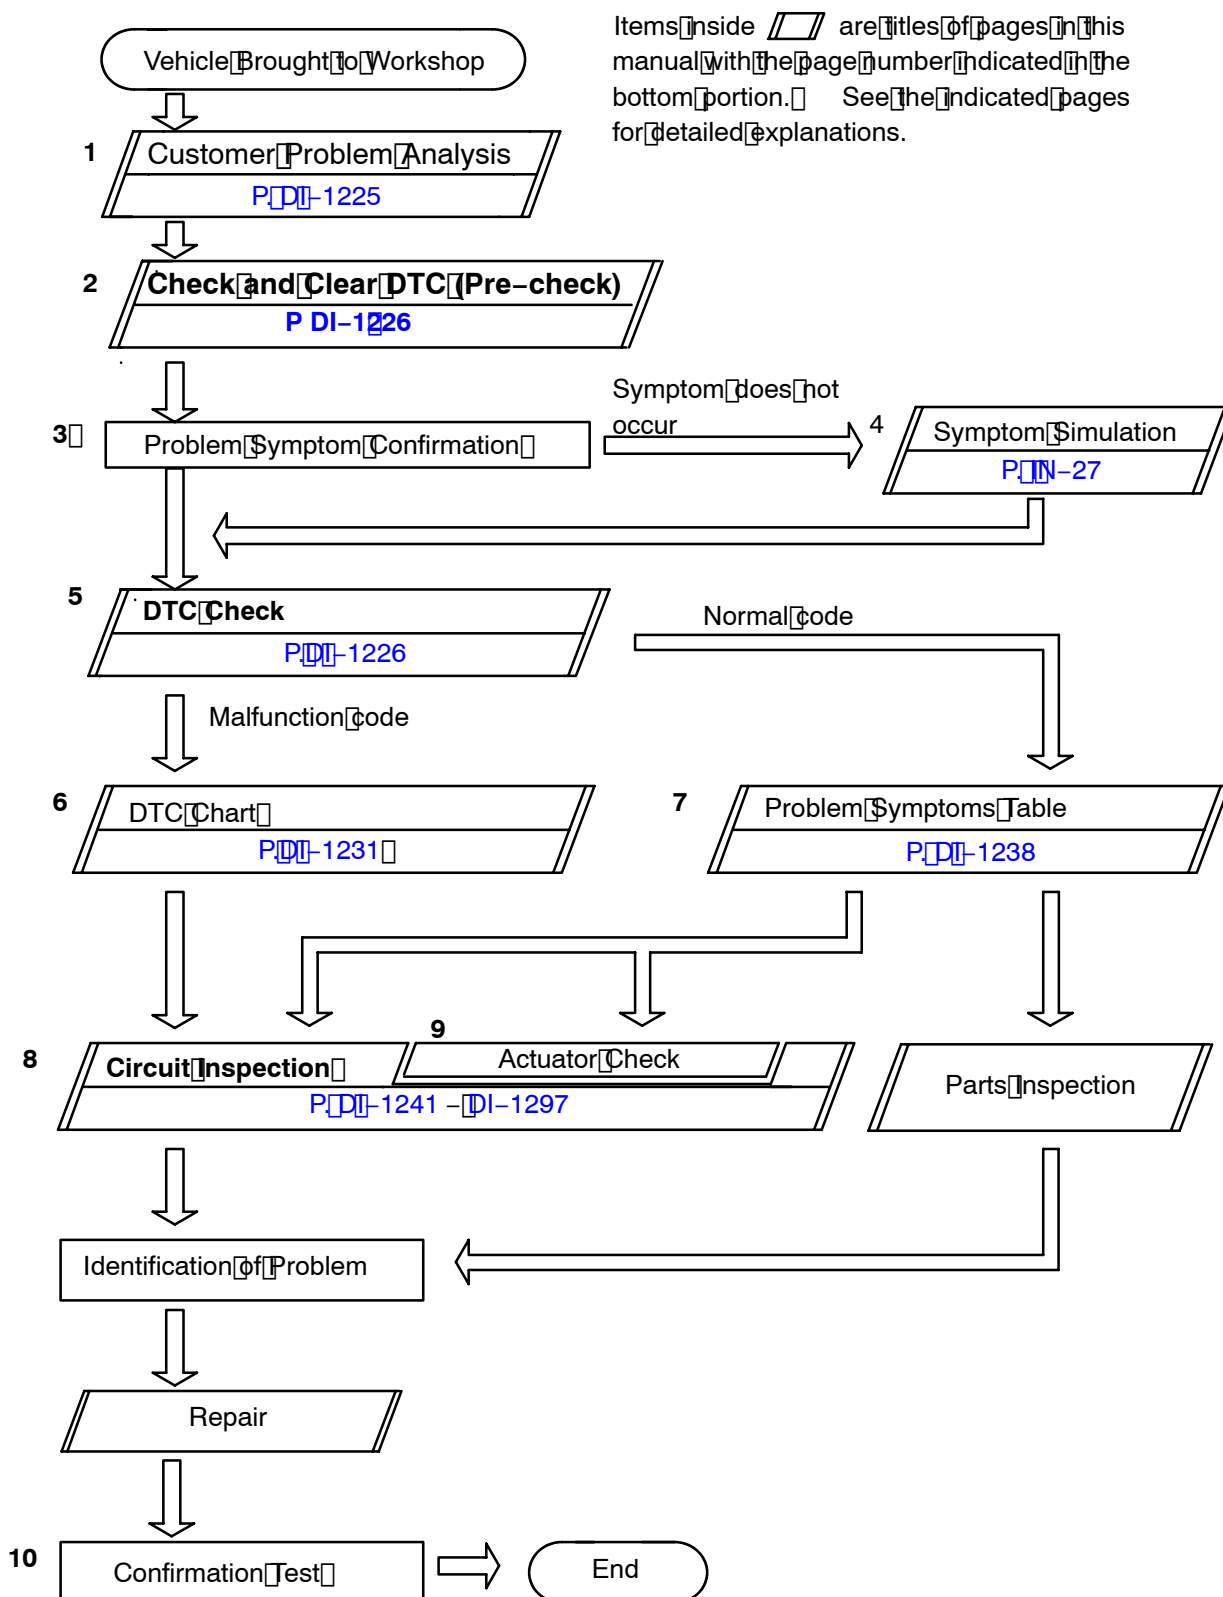 Vehicle Brought to Workshop
Items inside are titles of pages in this
manual with the page number indicated in the
bottom portion. See the indicated pages
for detailed explanations.
1 Customer Problem Analysis
P. DI–1225
2 Check and Clear DTC (Pre–check)
P DI–1226
3 Problem Symptom Confirmation
Symptom does not
occur
4 Symptom Simulation
P. IN–27
5 DTC Check
P. DI–1226
Normal code
Malfunction code
6 DTC Chart
P. DI–1231
7 Problem Symptoms Table
P. DI–1238
8 Circuit Inspection
9 Actuator Check
P. DI–1241 – DI–1297
Parts Inspection
Identification of Problem
Repair
10 Confirmation Test
End